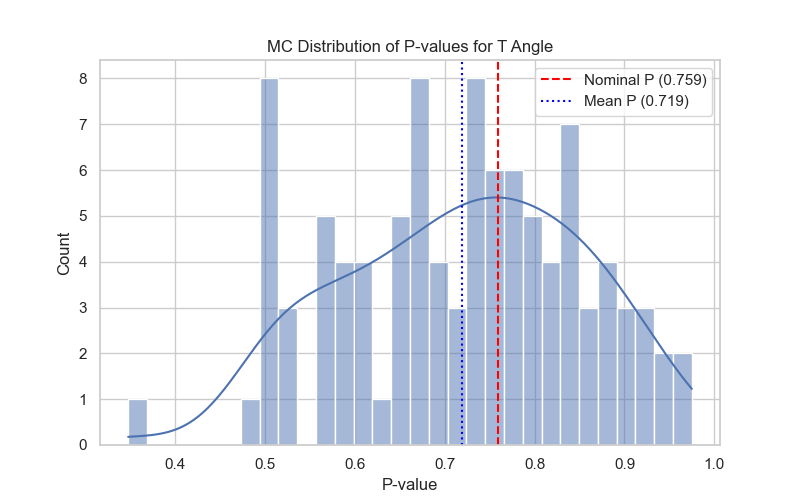 MC Distribution of P-values for T Angle
Nominal P (0.759)
Mean P (0.719)
Count
8
7
6
5
4
3
2
1
0
0.4 0.5 0.6 0.7 0.8 0.9 1.0
P-value